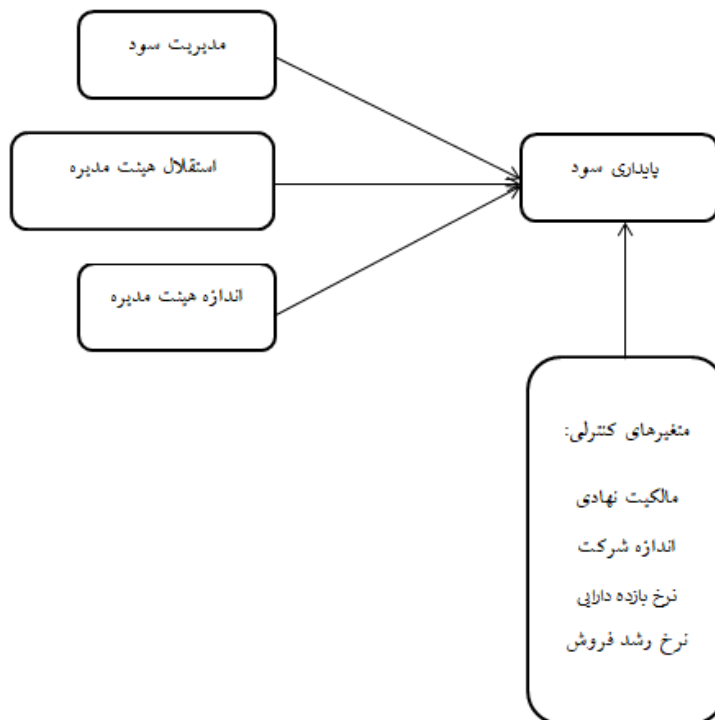 مدیریت سود
استقلال هیئت مدیره
پایداری سود
اندازه هیئت مدیره
متغیرهای کنترلی:
مالکیت نهادی
اندازه شرکت
نرخ بازده دارایی
نرخ رشد فروش